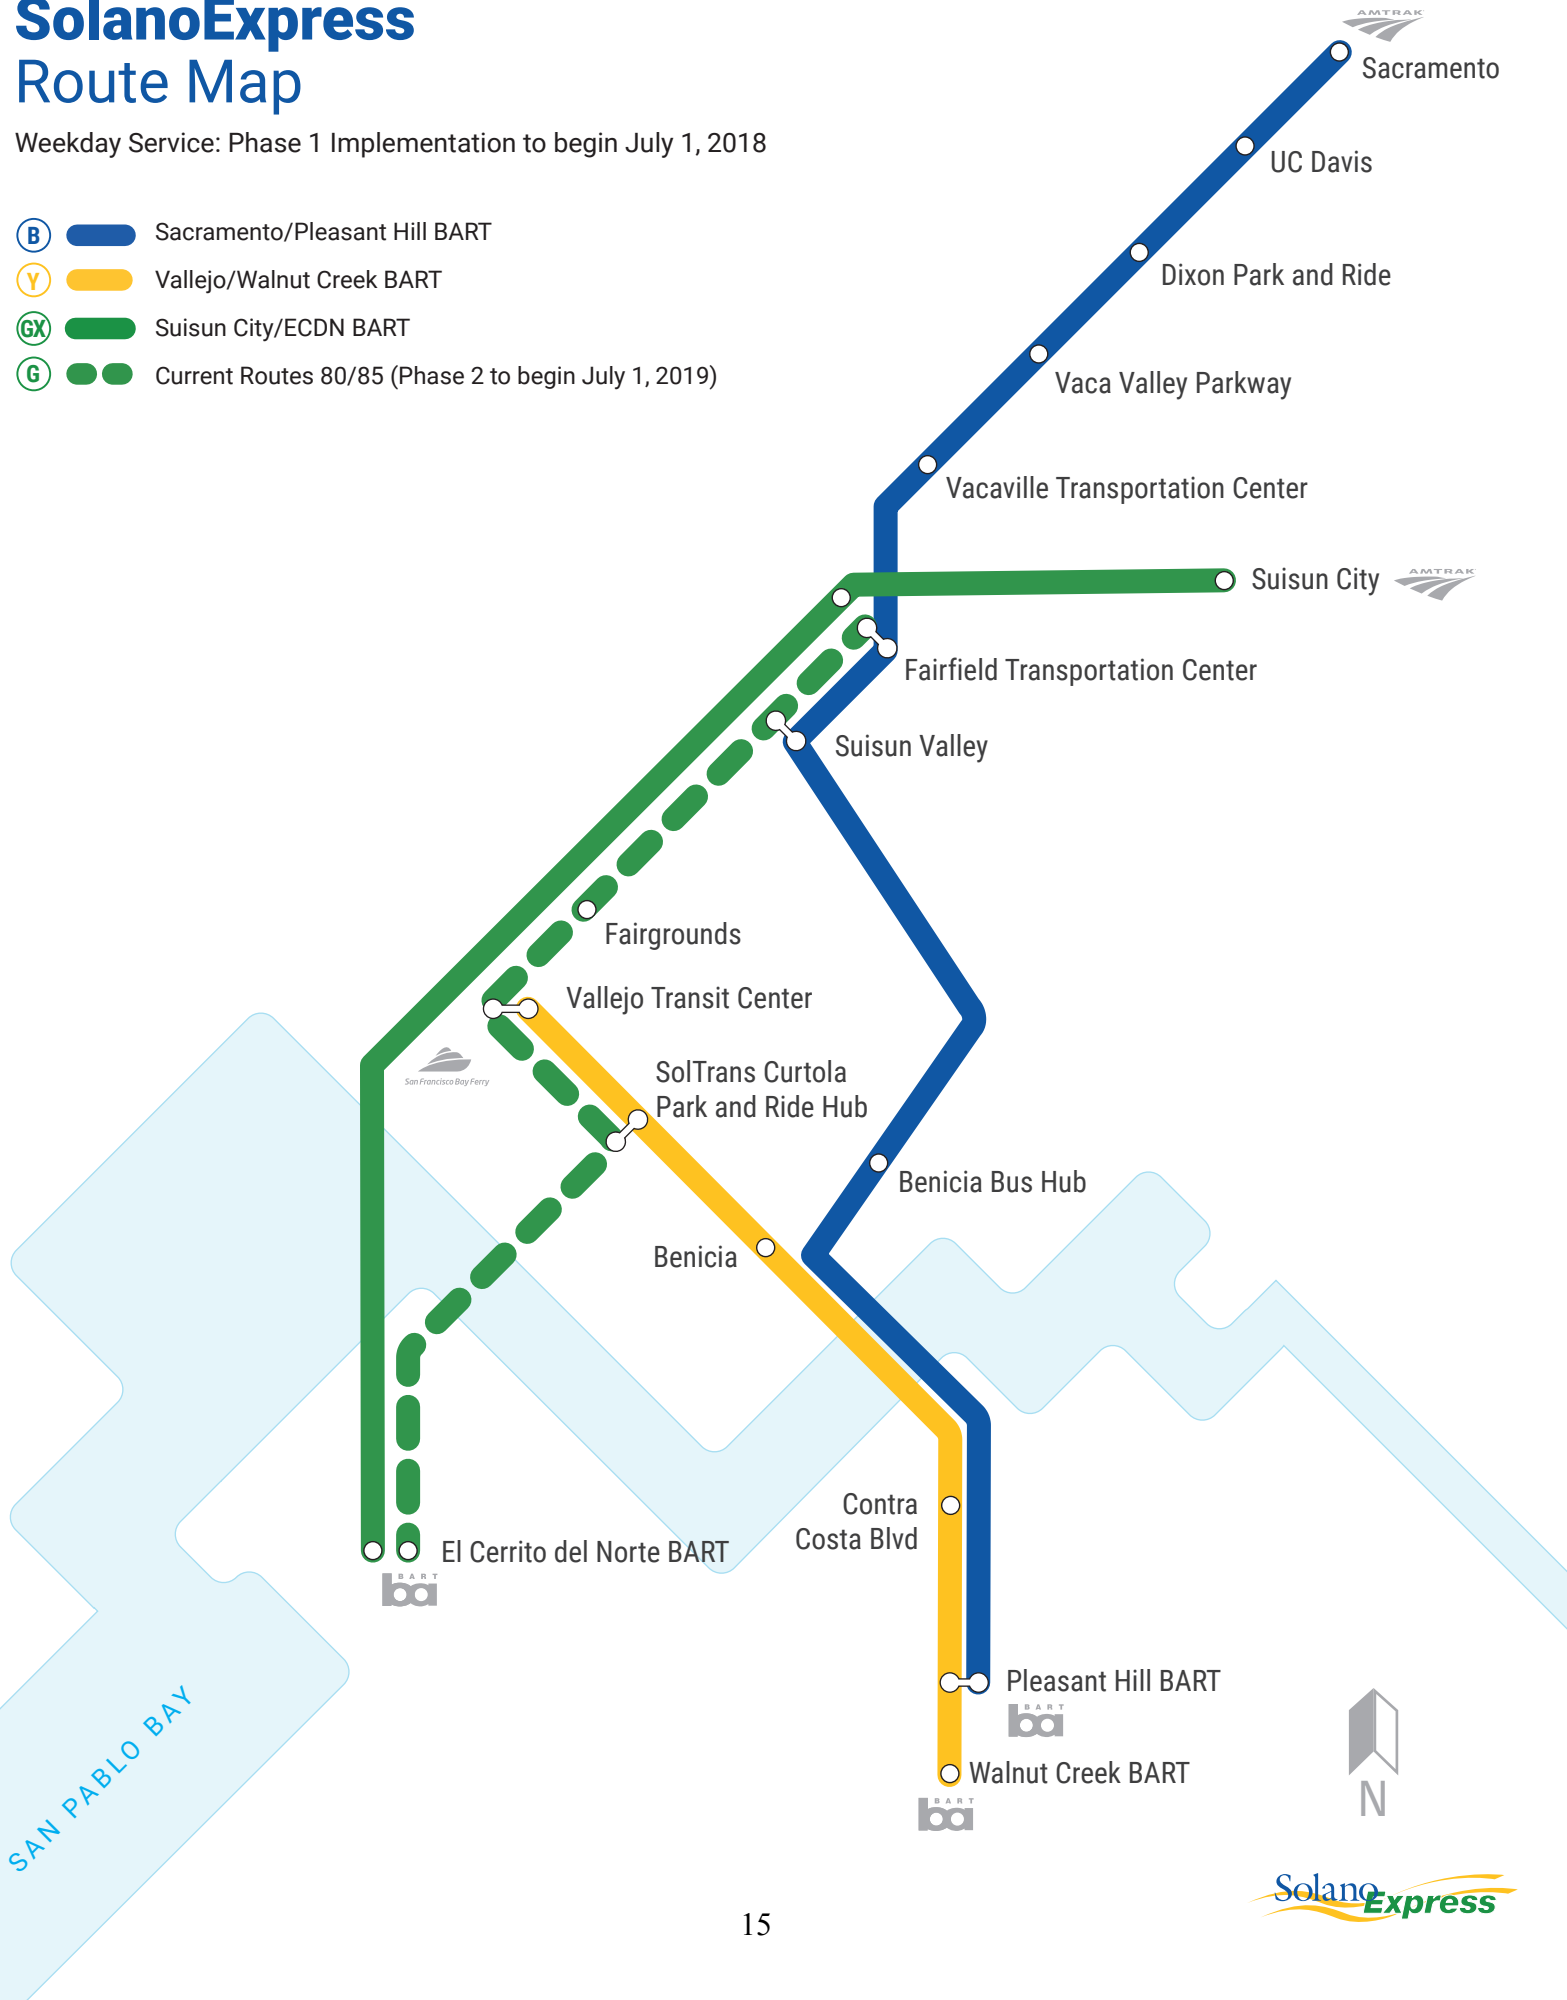 SolanoExpress
Route Map
Weekday Service: Phase 1 Implementation to begin July 1, 2018
B Sacramento/Pleasant Hill BART
Y Vallejo/Walnut Creek BART
GX Suisun City/ECDN BART
G Current Routes 80/85 (Phase 2 to begin July 1, 2019)
AMTRAK
Sacramento
UC Davis
Dixon Park and Ride
Vaca Valley Parkway
Vacaville Transportation Center
Suisun City
AMTRAK
Fairfield Transportation Center
Suisun Valley
Fairgrounds
Vallejo Transit Center
San Francisco Bay Ferry
SolTrans Curtola
Park and Ride Hub
Benicia Bus Hub
Benicia
Contra
Costa Blvd
El Cerrito del Norte BART
BART
ba
Pleasant Hill BART
BART
ba
Walnut Creek BART
BART
ba
SAN PABLO BAY
N
Solano
Express
15